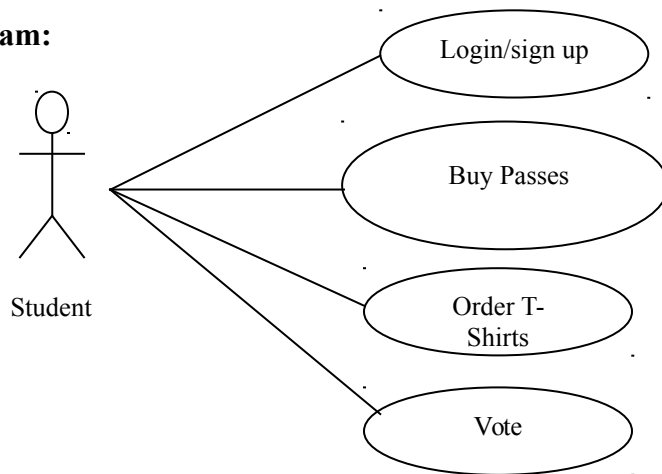 am:
Login/sign up
Buy Passes
Order T-
Shirts
Student
Vote